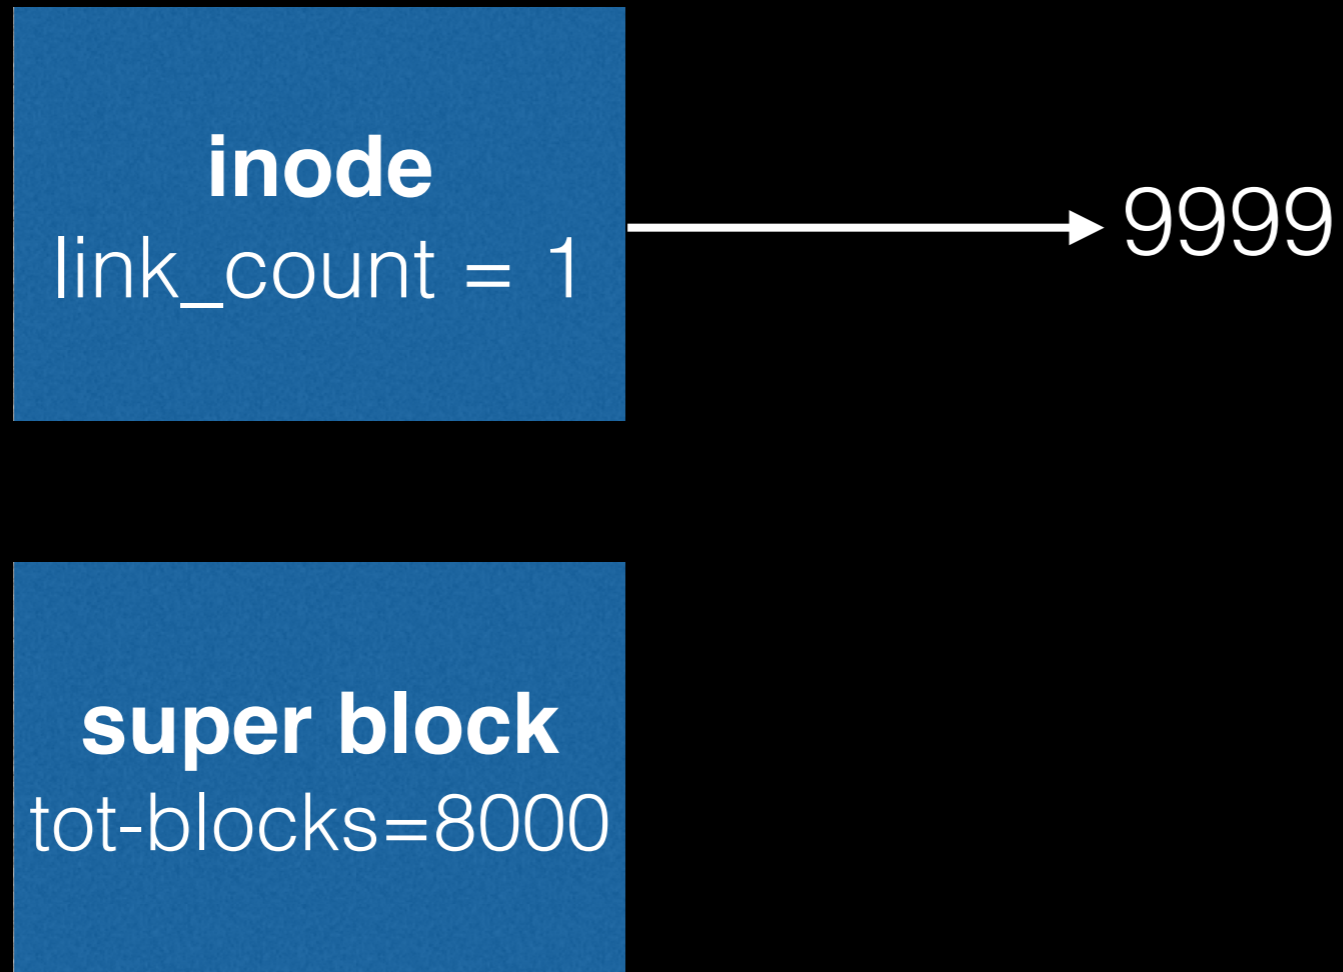 inode
link_count = 1
9999
super block
tot-blocks=8000